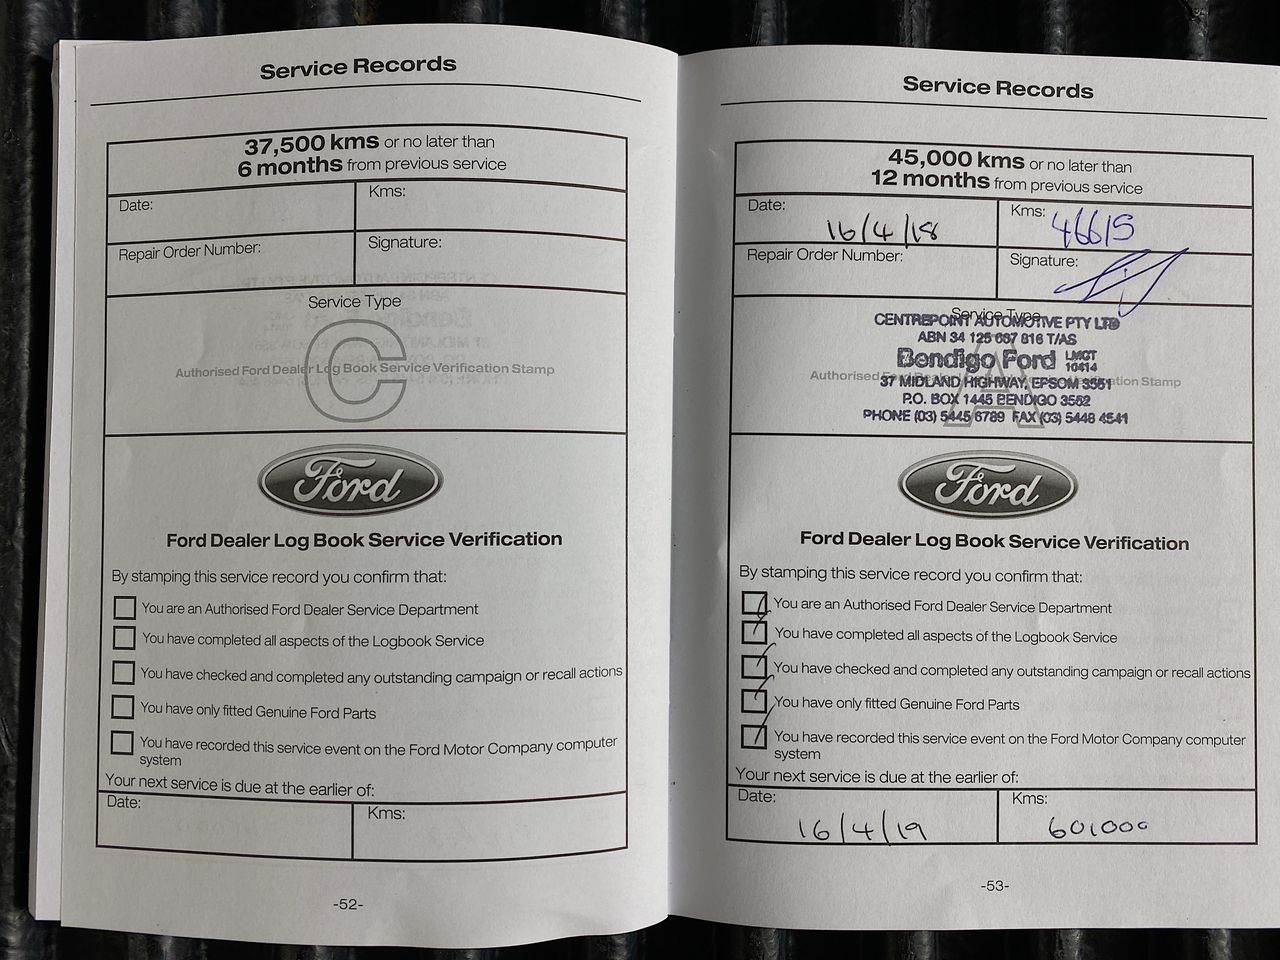 Service Records
37,500 kms or no later than
6 months from previous service
Date:
Kms:
Repair Order Number:
Signature:
Service Type
C
Authorised Ford Dealer Log Book Service Verification Stamp
Ford
Ford Dealer Log Book Service Verification
By stamping this service record you confirm that:
You are an Authorised Ford Dealer Service Department
You have completed all aspects of the Logbook Service
You have checked and completed any outstanding campaign or recall actions
You have only fitted Genuine Ford Parts
You have recorded this service event on the Ford Motor Company computer
system
Your next service is due at the earlier of:
Date:
Kms:
-52-
Service Records
45,000 kms or no later than
12 months from previous service
Date: 16/4/18
Kms: 46615
Repair Order Number:
Signature:
Service Type
CENTREPOINT AUTOMOTIVE PTY LTD
ABN 34 125 637 816 T/AS
Bendigo Ford LMCT 10414
A
Authorised Ford Dealer Log Book Service Verification Stamp
37 MIDLAND HIGHWAY, EPSOM 3551
P.O. BOX 1445 BENDIGO 3552
PHONE (03) 5445 6789 FAX (03) 5448 4541
Ford
Ford Dealer Log Book Service Verification
By stamping this service record you confirm that:
You are an Authorised Ford Dealer Service Department
You have completed all aspects of the Logbook Service
You have checked and completed any outstanding campaign or recall actions
You have only fitted Genuine Ford Parts
You have recorded this service event on the Ford Motor Company computer
system
Your next service is due at the earlier of:
Date: 16/4/19
Kms: 601000
-53-